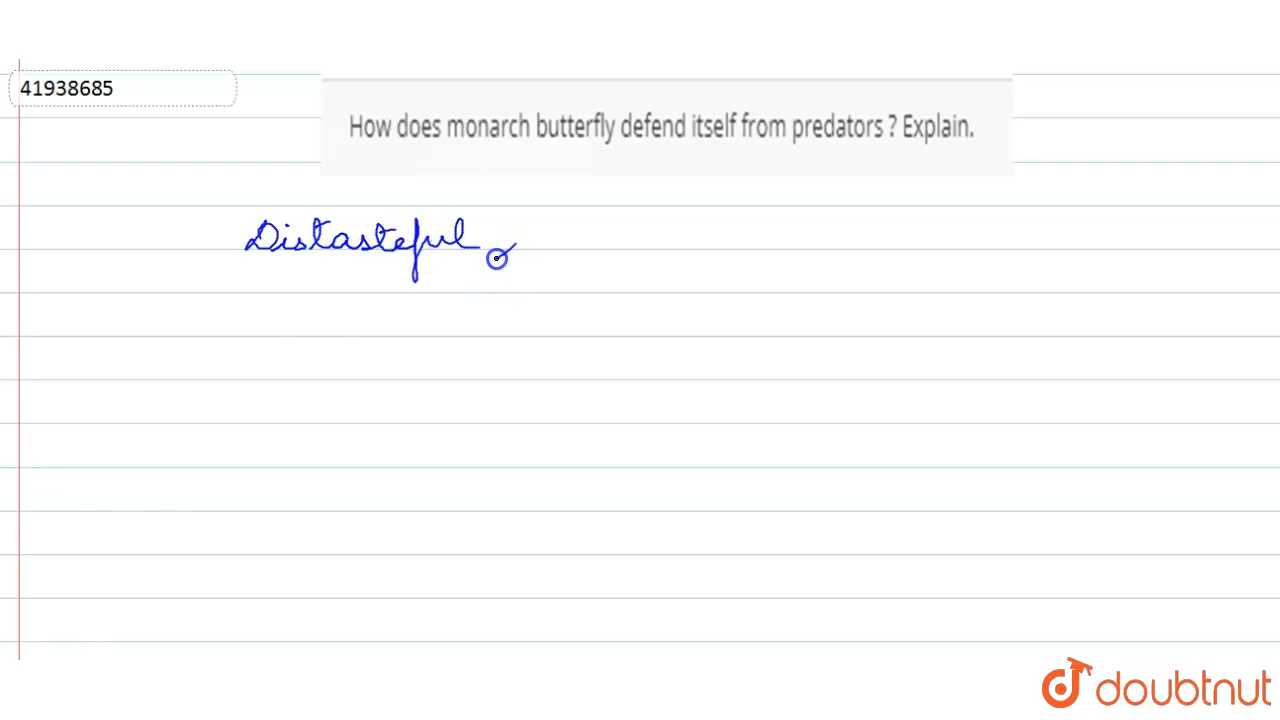 41938685
How does monarch butterfly defend itself from predators ? Explain.
Distasteful
doubtnut